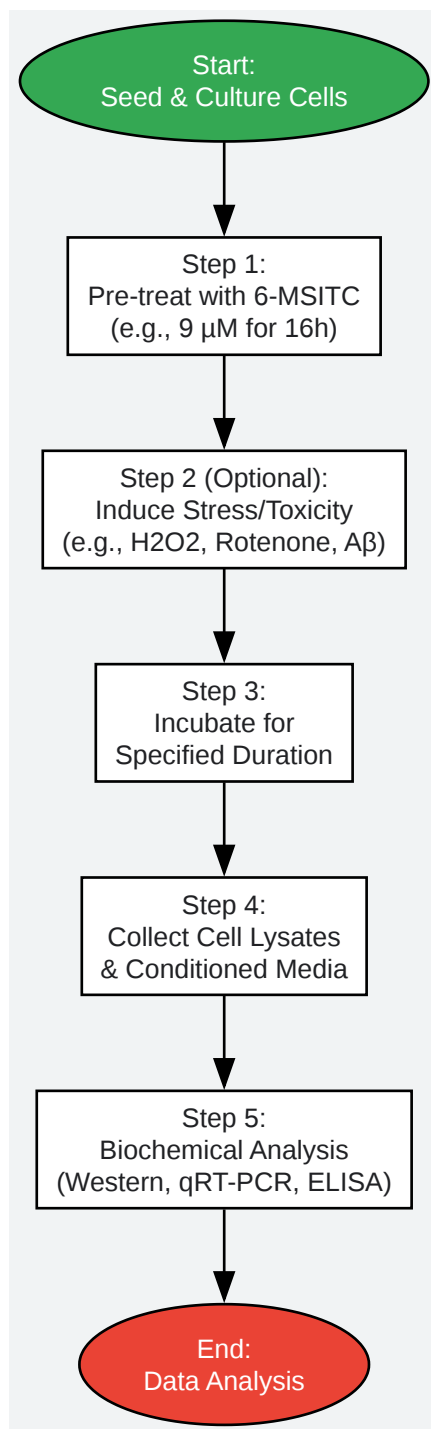 Start:
Seed & Culture Cells
Step 1:
Pre-treat with 6-MSITC
(e.g., 9 µM for 16h)
Step 2 (Optional):
Induce Stress/Toxicity
(e.g., H2O2, Rotenone, Aβ)
Step 3:
Incubate for
Specified Duration
Step 4:
Collect Cell Lysates
& Conditioned Media
Step 5:
Biochemical Analysis
(Western, qRT-PCR, ELISA)
End:
Data Analysis